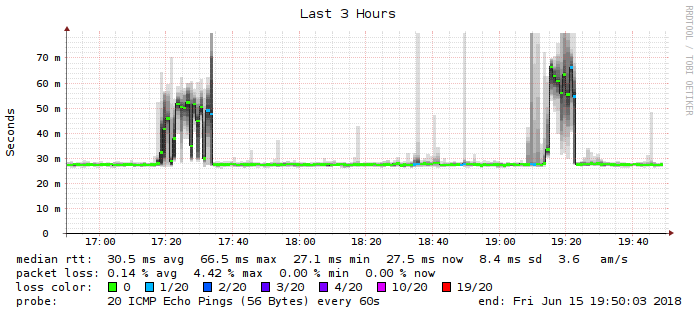 Last 3 Hours
RRDTOOL / TOBI OETIKER
Seconds
70 m
60 m
50 m
40 m
30 m
20 m
10 m
0
17:00 17:20 17:40 18:00 18:20 18:40 19:00 19:20 19:40
median rtt: 30.5 ms avg 66.5 ms max 27.1 ms min 27.5 ms now 8.4 ms sd 3.6 am/s
packet loss: 0.14 % avg 4.42 % max 0.00 % min 0.00 % now
loss color: 0 1/20 2/20 3/20 4/20 10/20 19/20
probe: 20 ICMP Echo Pings (56 Bytes) every 60s end: Fri Jun 15 19:50:03 2018